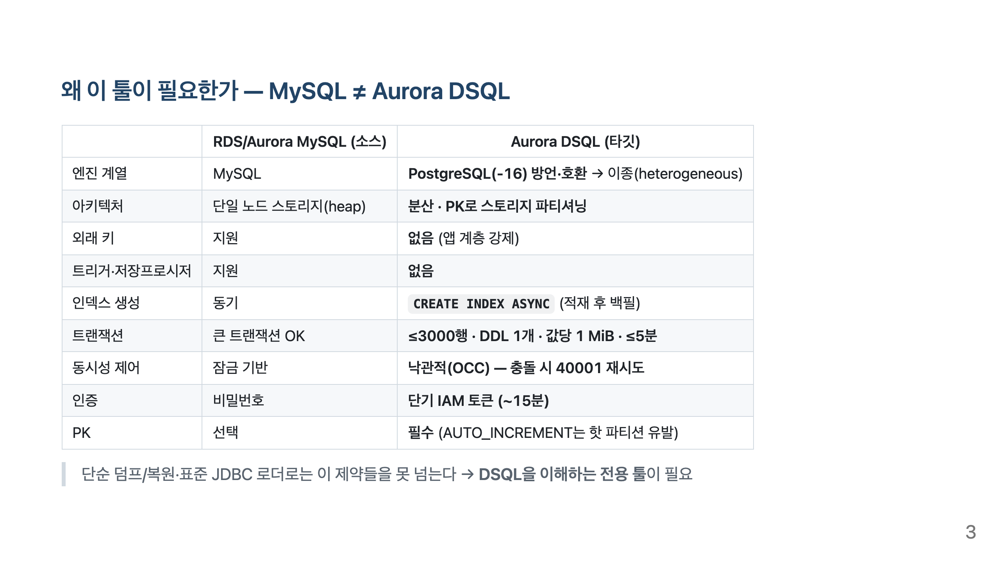 왜 이 툴이 필요한가 — MySQL ≠ Aurora DSQL
RDS/Aurora MySQL (소스) Aurora DSQL (타깃)
엔진 계열 MySQL PostgreSQL(-16) 방언·호환 → 이종(heterogeneous)
아키텍처 단일 노드 스토리지(heap) 분산 · PK로 스토리지 파티셔닝
외래 키 지원 없음 (앱 계층 강제)
트리거·저장프로시저 지원 없음
인덱스 생성 동기 CREATE INDEX ASYNC (적재 후 백필)
트랜잭션 큰 트랜잭션 OK ≤3000행 · DDL 1개 · 값당 1 MiB · ≤5분
동시성 제어 잠금 기반 낙관적(OCC) — 충돌 시 40001 재시도
인증 비밀번호 단기 IAM 토큰 (~15분)
PK 선택 필수 (AUTO_INCREMENT는 핫 파티션 유발)
단순 덤프/복원·표준 JDBC 로더로는 이 제약들을 못 넘는다 → DSQL을 이해하는 전용 툴이 필요
3